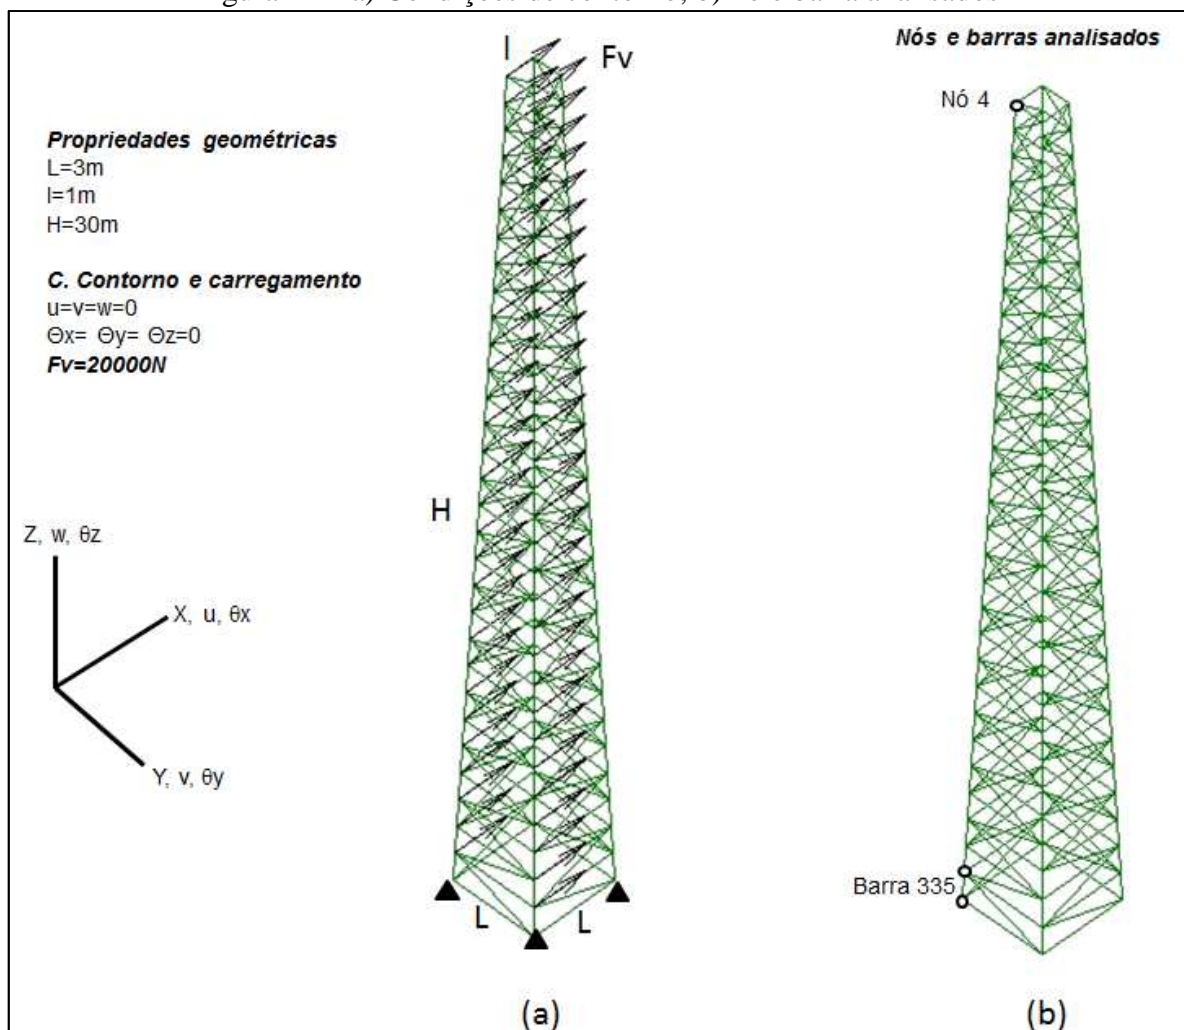 l
Fv
Nós e barras analisados
Nó 4
Propriedades geométricas
L=3m
l=1m
H=30m
C. Contorno e carregamento
u=v=w=0
Θx= Θy= Θz=0
Fv=20000N
H
Z, w, θz
X, u, θx
Y, v, θy
Barra 335
L
L
(a)
(b)